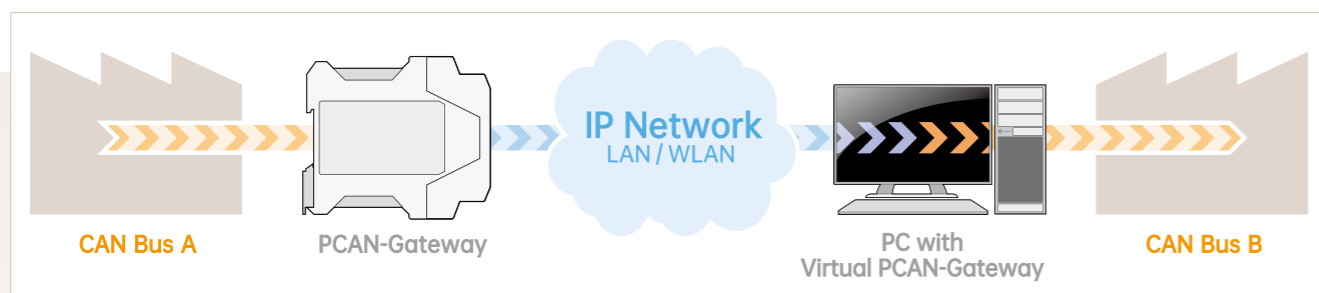 IP Network
LAN / WLAN
CAN Bus A
PCAN-Gateway
PC with
Virtual PCAN-Gateway
CAN Bus B